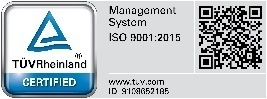 TÜVRheinland
CERTIFIED
Management
System
ISO 9001:2015
www.tuv.com
ID 9108652185